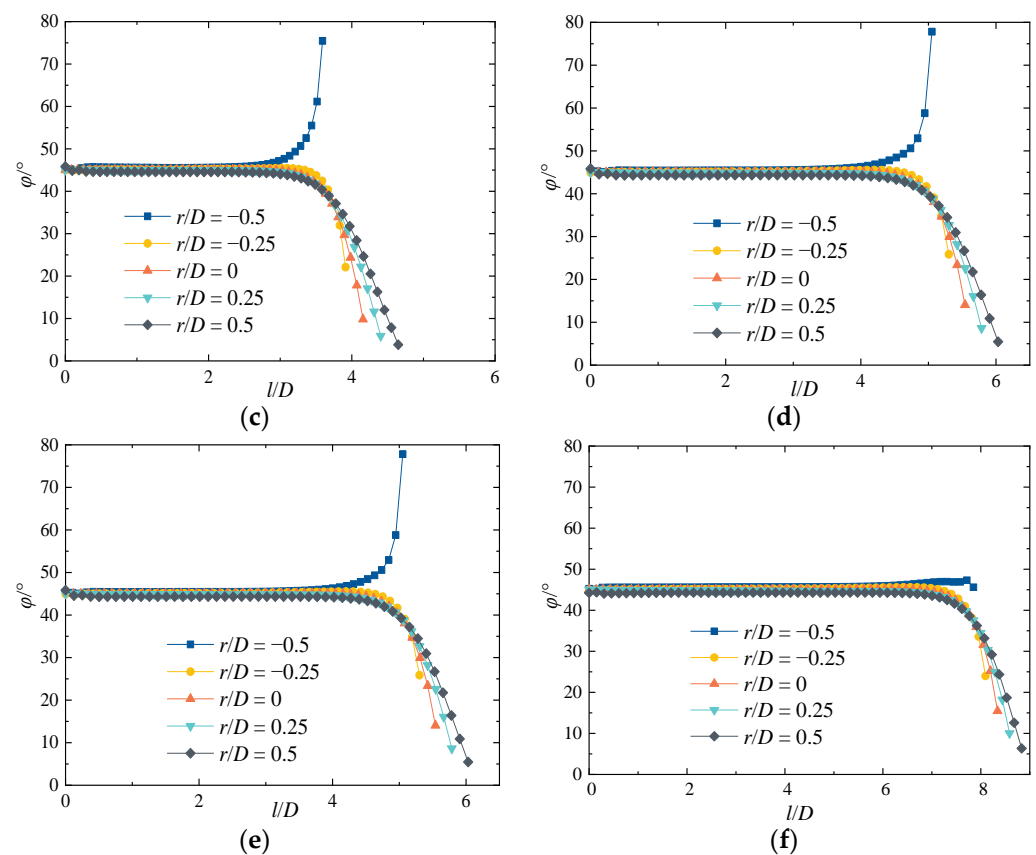 80
70
60
50
40
30
20
10
0
φ/°
r/D = −0.5
r/D = −0.25
r/D = 0
r/D = 0.25
r/D = 0.5
0 2 4 6
l/D
(c)
80
70
60
50
40
30
20
10
0
φ/°
r/D = −0.5
r/D = −0.25
r/D = 0
r/D = 0.25
r/D = 0.5
0 2 4 6
l/D
(d)
80
70
60
50
40
30
20
10
0
φ/°
r/D = −0.5
r/D = −0.25
r/D = 0
r/D = 0.25
r/D = 0.5
0 2 4 6
l/D
(e)
80
70
60
50
40
30
20
10
0
φ/°
r/D = −0.5
r/D = −0.25
r/D = 0
r/D = 0.25
r/D = 0.5
0 2 4 6 8
l/D
(f)